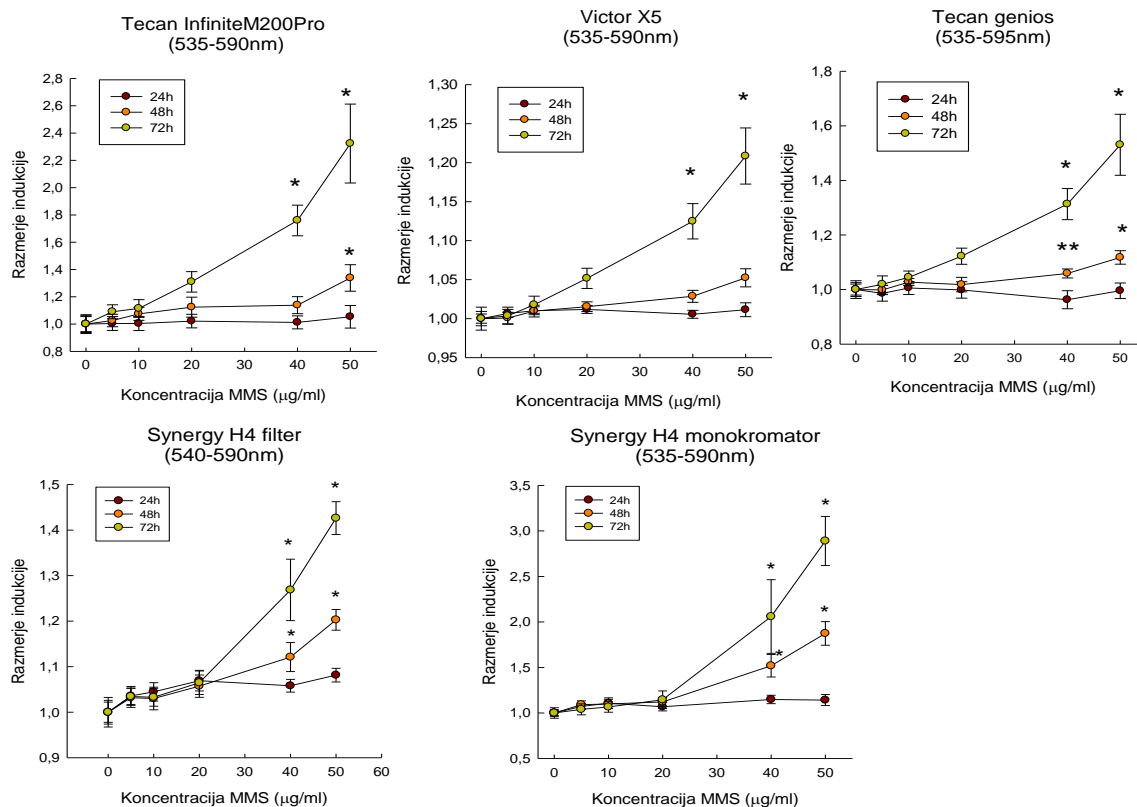 Tecan InfiniteM200Pro
(535-590nm)
Razmerje indukcije
2,8
2,6
2,4
2,2
2,0
1,8
1,6
1,4
1,2
1,0
0,8
24h
48h
72h
*
*
*
0 10 20 30 40 50
Koncentracija MMS (μg/ml)
Victor X5
(535-590nm)
Razmerje indukcije
1,30
1,25
1,20
1,15
1,10
1,05
1,00
0,95
24h
48h
72h
*
*
0 10 20 30 40 50
Koncentracija MMS (μg/ml)
Tecan genios
(535-595nm)
Razmerje indukcije
1,8
1,6
1,4
1,2
1,0
0,8
24h
48h
72h
*
*
**
*
0 10 20 30 40 50
Koncentracija MMS (μg/ml)
Synergy H4 filter
(540-590nm)
Razmerje indukcije
1,5
1,4
1,3
1,2
1,1
1,0
0,9
24h
48h
72h
*
*
*
*
0 10 20 30 40 50 60
Koncentracija MMS (μg/ml)
Synergy H4 monokromator
(535-590nm)
Razmerje indukcije
3,5
3,0
2,5
2,0
1,5
1,0
0,5
24h
48h
72h
*
*
*
*
0 10 20 30 40 50
Koncentracija MMS (μg/ml)